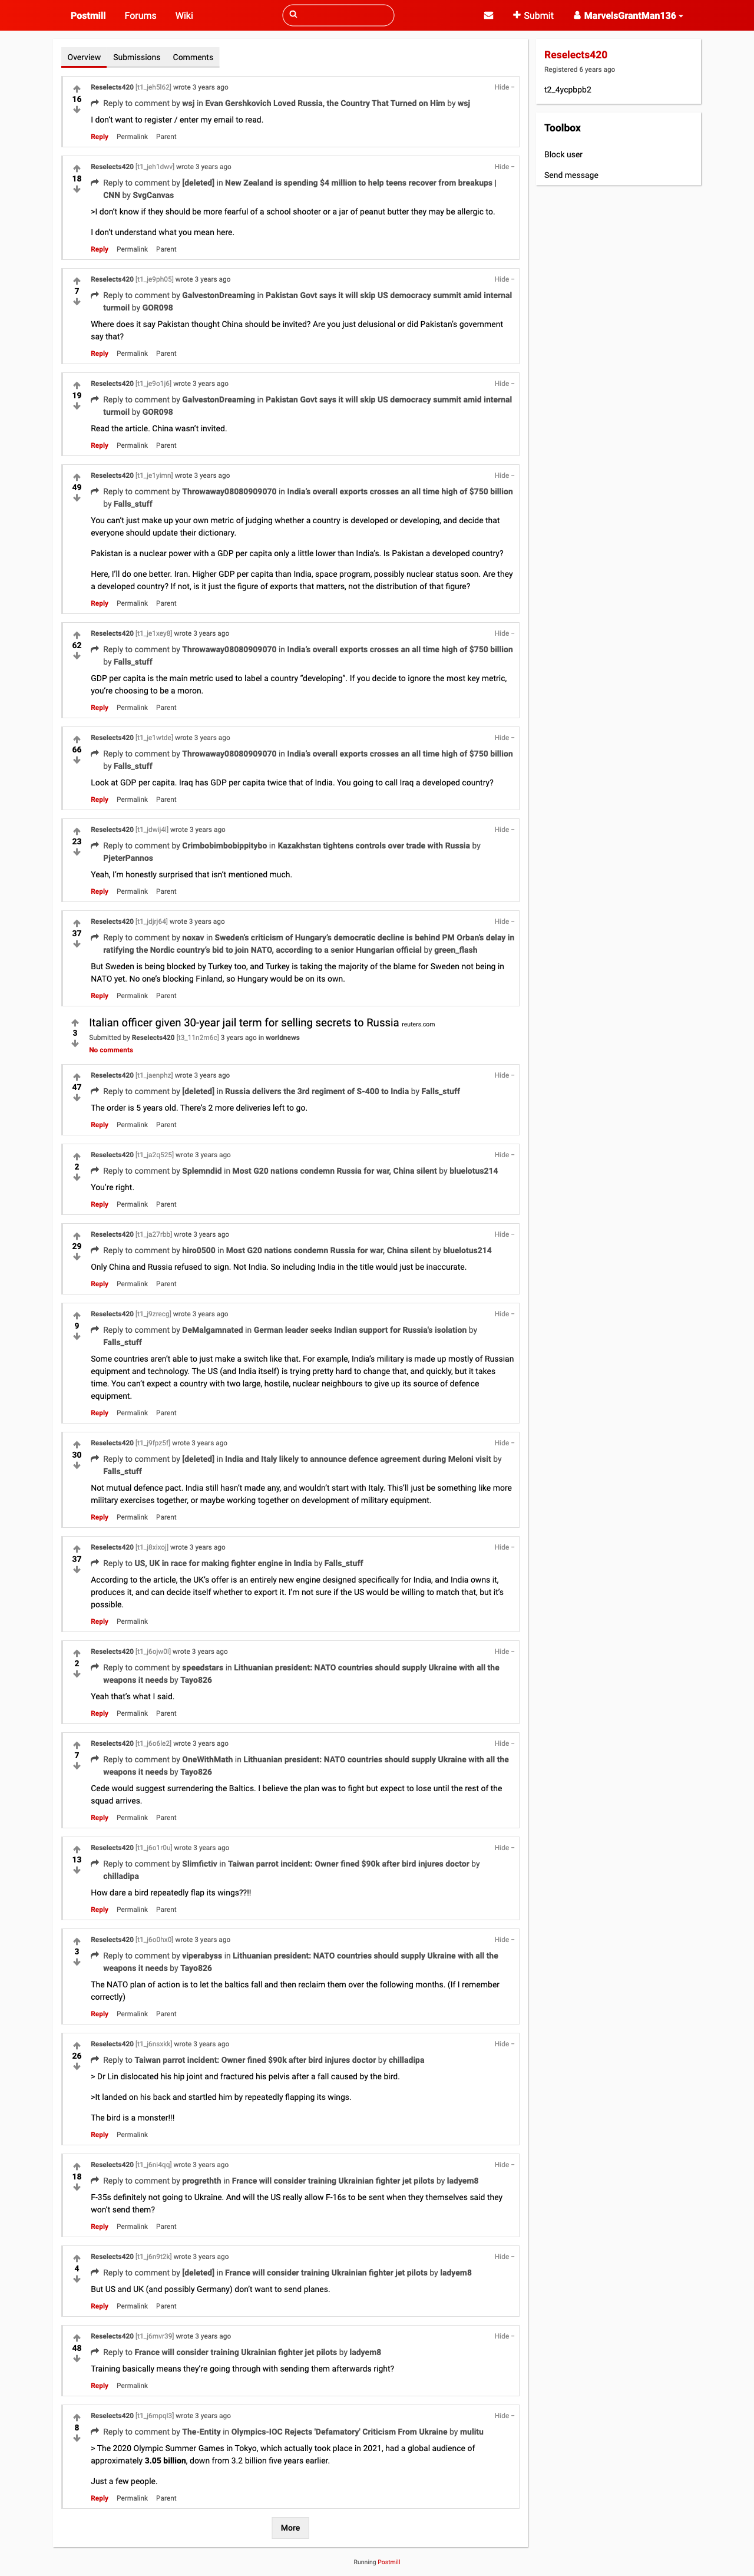 Postmill Forums Wiki Submit MarvelsGrantMan136
Overview Submissions Comments
Reselects420
Registered 6 years ago
t2_4ycpbpb2
Toolbox
Block user
Send message
Reselects420 [t1_jeh5l62] wrote 3 years ago Hide –
16
Reply to comment by wsj in Evan Gershkovich Loved Russia, the Country That Turned on Him by wsj
I don't want to register / enter my email to read.
Reply Permalink Parent
Reselects420 [t1_jeh1dwv] wrote 3 years ago Hide –
18
Reply to comment by [deleted] in New Zealand is spending $4 million to help teens recover from breakups |
CNN by SvgCanvas
>I don't know if they should be more fearful of a school shooter or a jar of peanut butter they may be allergic to.
I don't understand what you mean here.
Reply Permalink Parent
Reselects420 [t1_je9ph05] wrote 3 years ago Hide –
7
Reply to comment by GalvestonDreaming in Pakistan Govt says it will skip US democracy summit amid internal
turmoil by GOR098
Where does it say Pakistan thought China should be invited? Are you just delusional or did Pakistan's government
say that?
Reply Permalink Parent
Reselects420 [t1_je9o1j6] wrote 3 years ago Hide –
19
Reply to comment by GalvestonDreaming in Pakistan Govt says it will skip US democracy summit amid internal
turmoil by GOR098
Read the article. China wasn't invited.
Reply Permalink Parent
Reselects420 [t1_je1yimn] wrote 3 years ago Hide –
49
Reply to comment by Throwaway08080909070 in India's overall exports crosses an all time high of $750 billion
by Falls_stuff
You can't just make up your own metric of judging whether a country is developed or developing, and decide that
everyone should update their dictionary.
Pakistan is a nuclear power with a GDP per capita only a little lower than India's. Is Pakistan a developed country?
Here, I'll do one better. Iran. Higher GDP per capita than India, space program, possibly nuclear status soon. Are they
a developed country? If not, is it just the figure of exports that matters, not the distribution of that figure?
Reply Permalink Parent
Reselects420 [t1_je1xey8] wrote 3 years ago Hide –
62
Reply to comment by Throwaway08080909070 in India's overall exports crosses an all time high of $750 billion
by Falls_stuff
GDP per capita is the main metric used to label a country "developing". If you decide to ignore the most key metric,
you're choosing to be a moron.
Reply Permalink Parent
Reselects420 [t1_je1wtde] wrote 3 years ago Hide –
66
Reply to comment by Throwaway08080909070 in India's overall exports crosses an all time high of $750 billion
by Falls_stuff
Look at GDP per capita. Iraq has GDP per capita twice that of India. You going to call Iraq a developed country?
Reply Permalink Parent
Reselects420 [t1_jdwij4l] wrote 3 years ago Hide –
23
Reply to comment by Crimbobimbobippitybo in Kazakhstan tightens controls over trade with Russia by
PjeterPannos
Yeah, I'm honestly surprised that isn't mentioned much.
Reply Permalink Parent
Reselects420 [t1_jdjrj64] wrote 3 years ago Hide –
37
Reply to comment by noxav in Sweden's criticism of Hungary's democratic decline is behind PM Orban's delay in
ratifying the Nordic country's bid to join NATO, according to a senior Hungarian official by green_flash
But Sweden is being blocked by Turkey too, and Turkey is taking the majority of the blame for Sweden not being in
NATO yet. No one's blocking Finland, so Hungary would be on its own.
Reply Permalink Parent
Italian officer given 30-year jail term for selling secrets to Russia reuters.com
3
Submitted by Reselects420 [t3_11n2m6c] 3 years ago in worldnews
No comments
Reselects420 [t1_jaenphz] wrote 3 years ago Hide –
47
Reply to comment by [deleted] in Russia delivers the 3rd regiment of S-400 to India by Falls_stuff
The order is 5 years old. There's 2 more deliveries left to go.
Reply Permalink Parent
Reselects420 [t1_ja2q525] wrote 3 years ago Hide –
2
Reply to comment by Splemndid in Most G20 nations condemn Russia for war, China silent by bluelotus214
You're right.
Reply Permalink Parent
Reselects420 [t1_ja27rbb] wrote 3 years ago Hide –
29
Reply to comment by hiro0500 in Most G20 nations condemn Russia for war, China silent by bluelotus214
Only China and Russia refused to sign. Not India. So including India in the title would just be inaccurate.
Reply Permalink Parent
Reselects420 [t1_j9zrecg] wrote 3 years ago Hide –
9
Reply to comment by DeMalgamnated in German leader seeks Indian support for Russia's isolation by
Falls_stuff
Some countries aren't able to just make a switch like that. For example, India's military is made up mostly of Russian
equipment and technology. The US (and India itself) is trying pretty hard to change that, and quickly, but it takes
time. You can't expect a country with two large, hostile, nuclear neighbours to give up its source of defence
equipment.
Reply Permalink Parent
Reselects420 [t1_j9fpz5f] wrote 3 years ago Hide –
30
Reply to comment by [deleted] in India and Italy likely to announce defence agreement during Meloni visit by
Falls_stuff
Not mutual defence pact. India still hasn't made any, and wouldn't start with Italy. This'll just be something like more
military exercises together, or maybe working together on development of military equipment.
Reply Permalink Parent
Reselects420 [t1_j8xixoj] wrote 3 years ago Hide –
37
Reply to US, UK in race for making fighter engine in India by Falls_stuff
According to the article, the UK's offer is an entirely new engine designed specifically for India, and India owns it,
produces it, and can decide itself whether to export it. I'm not sure if the US would be willing to match that, but it's
possible.
Reply Permalink
Reselects420 [t1_j6ojw0l] wrote 3 years ago Hide –
2
Reply to comment by speedstars in Lithuanian president: NATO countries should supply Ukraine with all the
weapons it needs by Tayo826
Yeah that's what I said.
Reply Permalink Parent
Reselects420 [t1_j6o6le2] wrote 3 years ago Hide –
7
Reply to comment by OneWithMath in Lithuanian president: NATO countries should supply Ukraine with all the
weapons it needs by Tayo826
Cede would suggest surrendering the Baltics. I believe the plan was to fight but expect to lose until the rest of the
squad arrives.
Reply Permalink Parent
Reselects420 [t1_j6o1r0u] wrote 3 years ago Hide –
13
Reply to comment by Slimfictiv in Taiwan parrot incident: Owner fined $90k after bird injures doctor by
chilladipa
How dare a bird repeatedly flap its wings??!!
Reply Permalink Parent
Reselects420 [t1_j6o0hx0] wrote 3 years ago Hide –
3
Reply to comment by viperabyss in Lithuanian president: NATO countries should supply Ukraine with all the
weapons it needs by Tayo826
The NATO plan of action is to let the baltics fall and then reclaim them over the following months. (If I remember
correctly)
Reply Permalink Parent
Reselects420 [t1_j6nsxkk] wrote 3 years ago Hide –
26
Reply to Taiwan parrot incident: Owner fined $90k after bird injures doctor by chilladipa
> Dr Lin dislocated his hip joint and fractured his pelvis after a fall caused by the bird.
>It landed on his back and startled him by repeatedly flapping its wings.
The bird is a monster!!!
Reply Permalink
Reselects420 [t1_j6ni4qq] wrote 3 years ago Hide –
18
Reply to comment by progrethth in France will consider training Ukrainian fighter jet pilots by ladyem8
F-35s definitely not going to Ukraine. And will the US really allow F-16s to be sent when they themselves said they
won't send them?
Reply Permalink Parent
Reselects420 [t1_j6n9t2k] wrote 3 years ago Hide –
4
Reply to comment by [deleted] in France will consider training Ukrainian fighter jet pilots by ladyem8
But US and UK (and possibly Germany) don't want to send planes.
Reply Permalink Parent
Reselects420 [t1_j6mvr39] wrote 3 years ago Hide –
48
Reply to France will consider training Ukrainian fighter jet pilots by ladyem8
Training basically means they're going through with sending them afterwards right?
Reply Permalink
Reselects420 [t1_j6mpql3] wrote 3 years ago Hide –
8
Reply to comment by The-Entity in Olympics-IOC Rejects 'Defamatory' Criticism From Ukraine by mulitu
> The 2020 Olympic Summer Games in Tokyo, which actually took place in 2021, had a global audience of
approximately 3.05 billion, down from 3.2 billion five years earlier.
Just a few people.
Reply Permalink Parent
More
Running Postmill